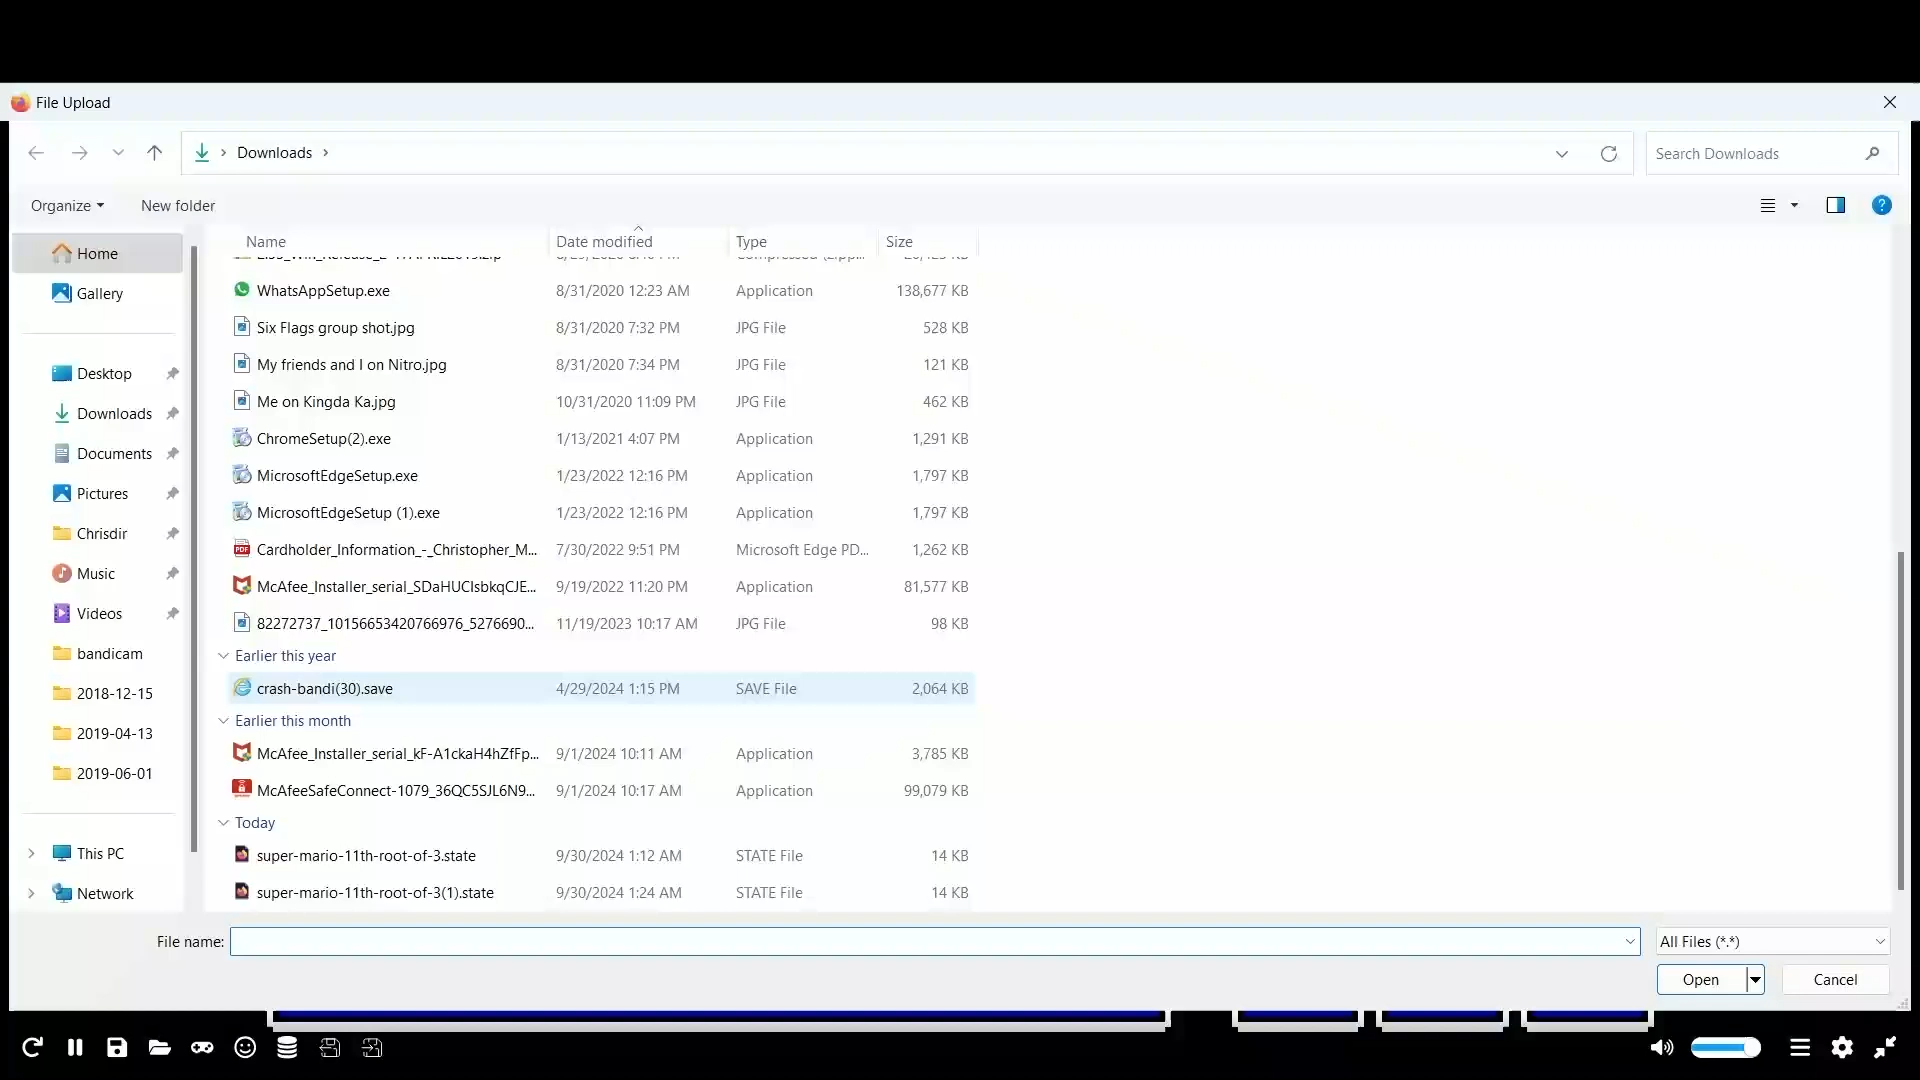 File Upload
Downloads
Search Downloads
Organize
New folder
Name Date modified Type Size
Home
Gallery
Desktop
Downloads
Documents
Pictures
Chrisdir
Music
Videos
bandicam
2018-12-15
2019-04-13
2019-06-01
This PC
Network
WhatsAppSetup.exe 8/31/2020 12:23 AM Application 138,677 KB
Six Flags group shot.jpg 8/31/2020 7:32 PM JPG File 528 KB
My friends and I on Nitro.jpg 8/31/2020 7:34 PM JPG File 121 KB
Me on Kingda Ka.jpg 10/31/2020 11:09 PM JPG File 462 KB
ChromeSetup(2).exe 1/13/2021 4:07 PM Application 1,291 KB
MicrosoftEdgeSetup.exe 1/23/2022 12:16 PM Application 1,797 KB
MicrosoftEdgeSetup (1).exe 1/23/2022 12:16 PM Application 1,797 KB
Cardholder_Information_-_Christopher_M... 7/30/2022 9:51 PM Microsoft Edge PD... 1,262 KB
McAfee_Installer_serial_SDaHUCIsbkqCJE... 9/19/2022 11:20 PM Application 81,577 KB
82272737_10156653420766976_5276690... 11/19/2023 10:17 AM JPG File 98 KB
Earlier this year
crash-bandi(30).save 4/29/2024 1:15 PM SAVE File 2,064 KB
Earlier this month
McAfee_Installer_serial_kF-A1ckaH4hZfFp... 9/1/2024 10:11 AM Application 3,785 KB
McAfeeSafeConnect-1079_36QC5SJL6N9... 9/1/2024 10:17 AM Application 99,079 KB
Today
super-mario-11th-root-of-3.state 9/30/2024 1:12 AM STATE File 14 KB
super-mario-11th-root-of-3(1).state 9/30/2024 1:24 AM STATE File 14 KB
File name:
All Files (*.*)
Open
Cancel